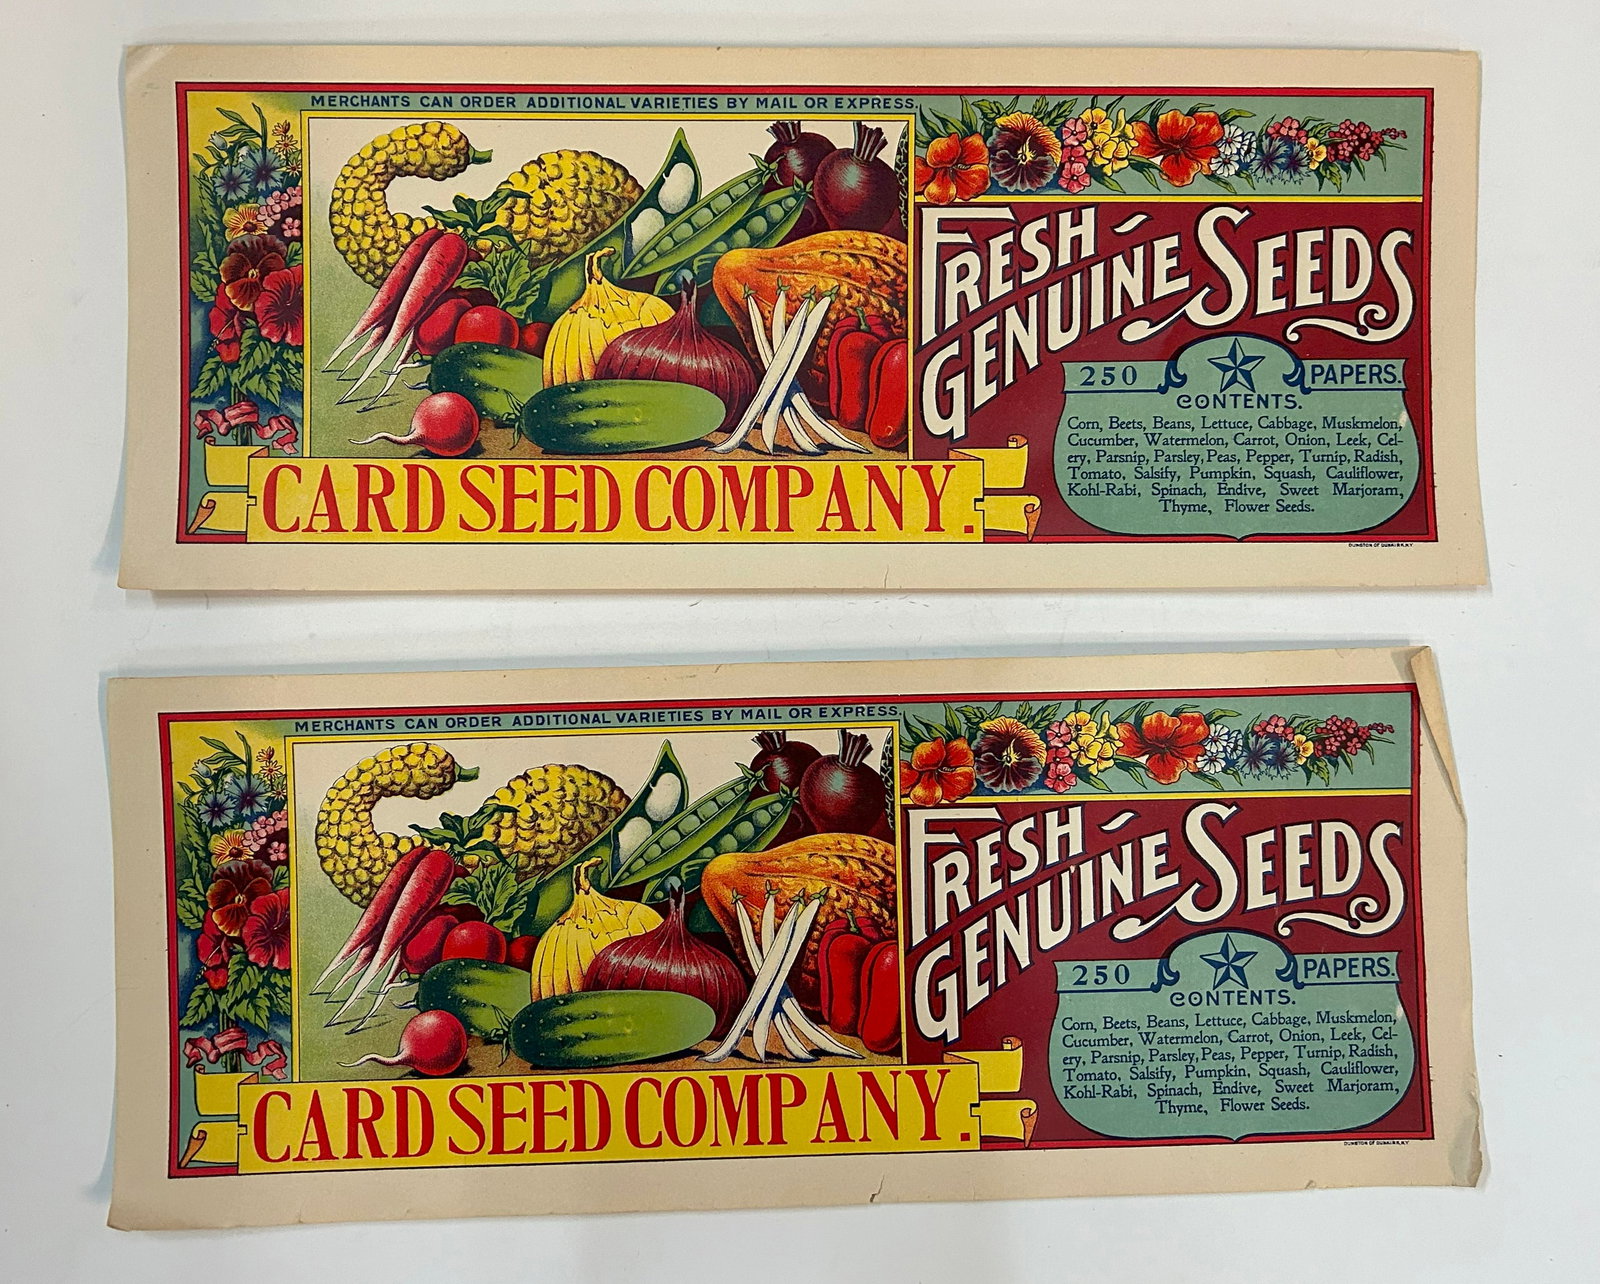 MERCHANTS CAN ORDER ADDITIONAL VARIETIES BY MAIL OR EXPRESS.
FRESH-
GENUINE SEEDS
250 PAPERS.
CONTENTS.
Corn, Beets, Beans, Lettuce, Cabbage, Muskmelon,
Cucumber, Watermelon, Carrot, Onion, Leek, Cel-
ery, Parsnip, Parsley, Peas, Pepper, Turnip, Radish,
Tomato, Salsify, Pumpkin, Squash, Cauliflower,
Kohl-Rabi, Spinach, Endive, Sweet Marjoram,
Thyme, Flower Seeds.
CARD SEED COMPANY.
MERCHANTS CAN ORDER ADDITIONAL VARIETIES BY MAIL OR EXPRESS.
FRESH-
GENUINE SEEDS
250 PAPERS.
CONTENTS.
Corn, Beets, Beans, Lettuce, Cabbage, Muskmelon,
Cucumber, Watermelon, Carrot, Onion, Leek, Cel-
ery, Parsnip, Parsley, Peas, Pepper, Turnip, Radish,
Tomato, Salsify, Pumpkin, Squash, Cauliflower,
Kohl-Rabi, Spinach, Endive, Sweet Marjoram,
Thyme, Flower Seeds.
CARD SEED COMPANY.